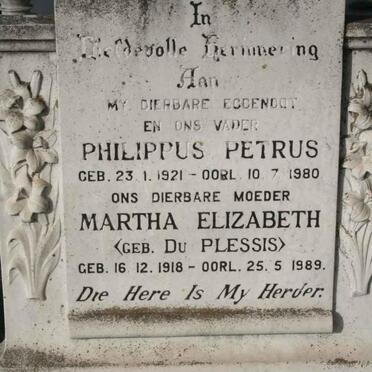 In
Liefdevolle Herinnering
Aan
MY DIERBARE EGGENOOT
EN ONS VADER
PHILIPPUS PETRUS
GEB. 23. 1. 1921 - OORL. 10. 7. 1980
ONS DIERBARE MOEDER
MARTHA ELIZABETH
<GEB. DU PLESSIS>
GEB. 16. 12. 1918 - OORL. 25. 5. 1989.
Die Here Is My Herder.